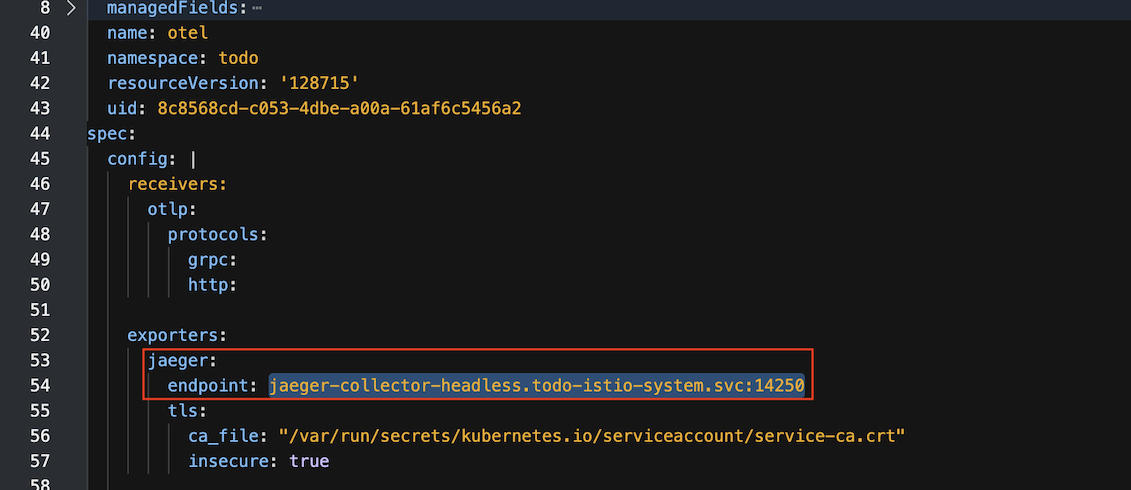 8 > managedFields: ⋯
40 name: otel
41 namespace: todo
42 resourceVersion: '128715'
43 uid: 8c8568cd-c053-4dbe-a00a-61af6c5456a2
44 spec:
45 config: |
46 receivers:
47 otlp:
48 protocols:
49 grpc:
50 http:
51
52 exporters:
53 jaeger:
54 endpoint: jaeger-collector-headless.todo-istio-system.svc:14250
55 tls:
56 ca_file: "/var/run/secrets/kubernetes.io/serviceaccount/service-ca.crt"
57 insecure: true
58